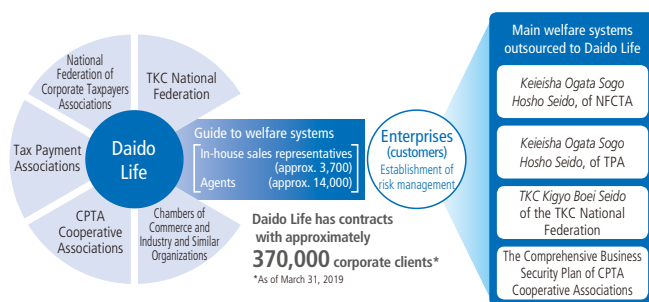 National
Federation of
Corporate Taxpayers
Associations
TKC National
Federation
Tax Payment
Associations
Daido
Life
CPTA
Cooperative
Associations
Chambers of
Commerce and
Industry and Similar
Organizations
Guide to welfare systems
In-house sales representatives
(approx. 3,700)
Agents (approx. 14,000)
Enterprises
(customers)
Establishment of
risk management
Daido Life has contracts
with approximately
370,000 corporate clients*
*As of March 31, 2019
Main welfare systems
outsourced to Daido Life
Keieisha Ogata Sogo
Hosho Seido, of NFCTA
Keieisha Ogata Sogo
Hosho Seido, of TPA
TKC Kigyo Boei Seido
of the TKC National
Federation
The Comprehensive Business
Security Plan of CPTA
Cooperative Associations